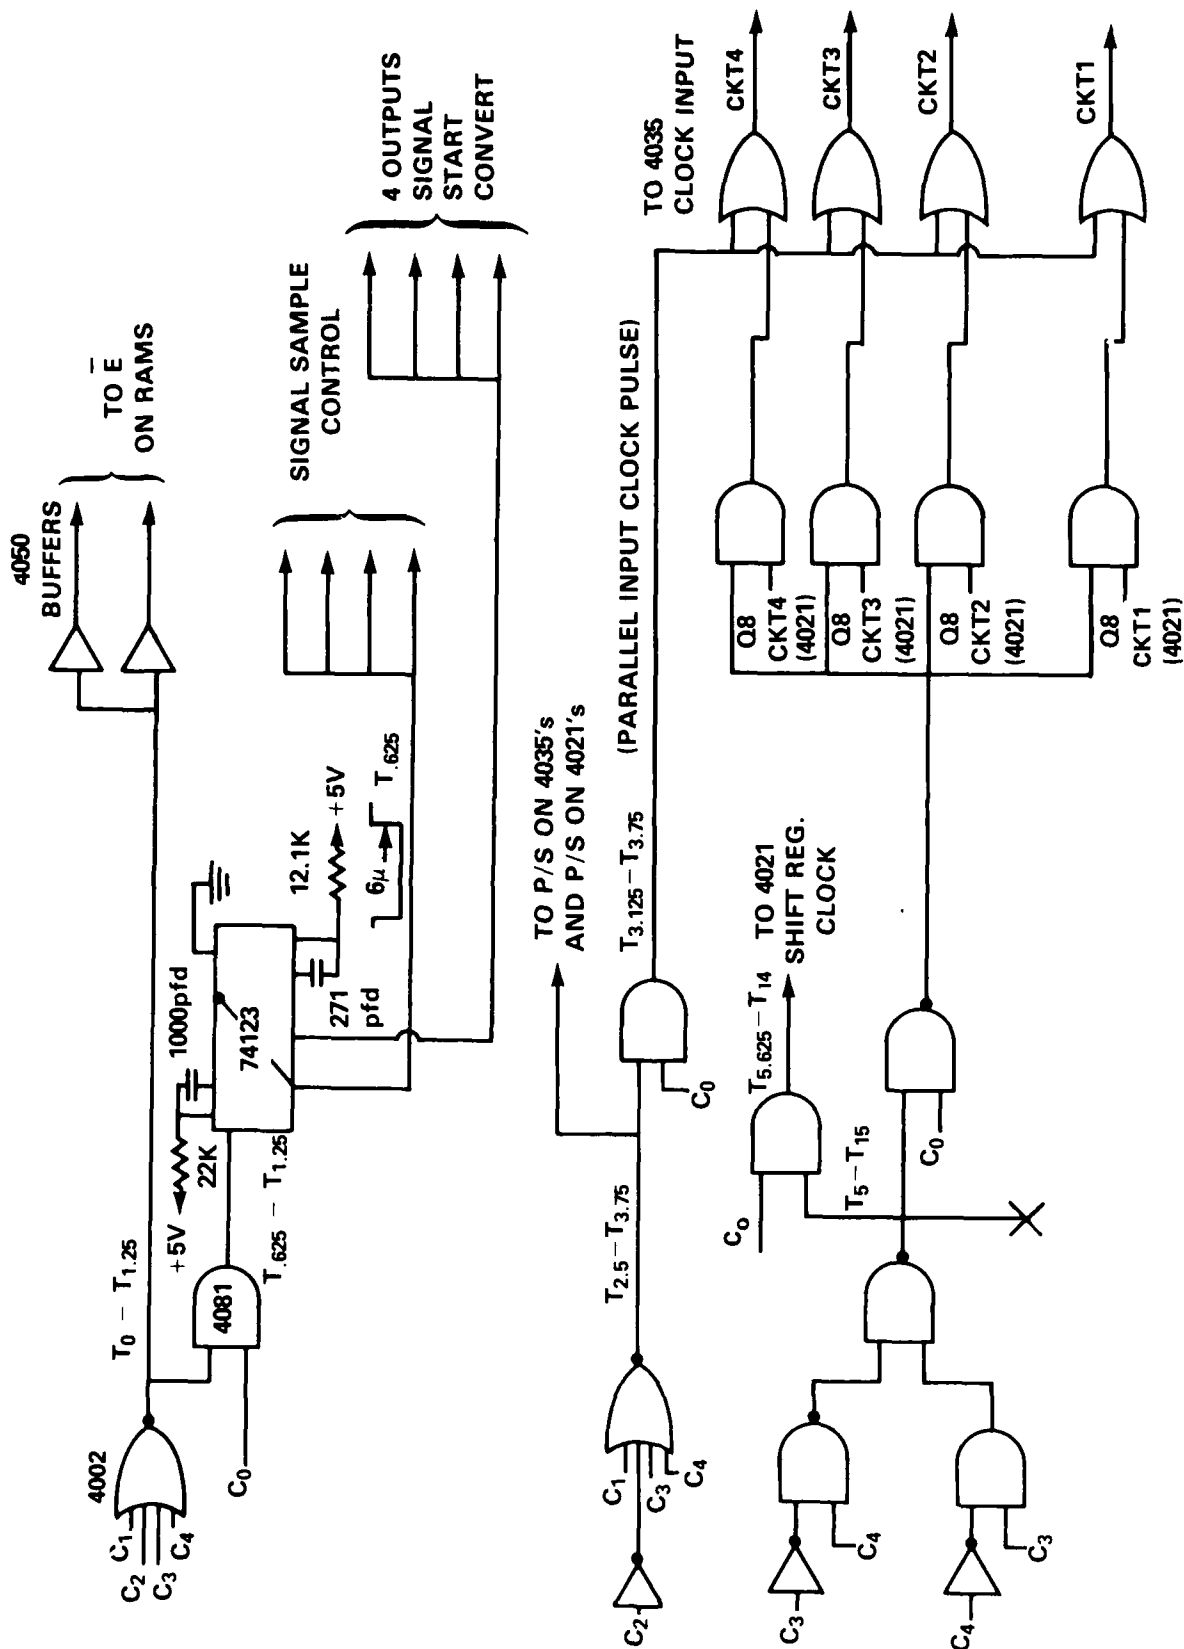 4002
C1
C2
C3
C4
C0
T0 – T1.25
4081
T.625 – T1.25
+5V
22K
1000pfd
74123
271
pfd
12.1K
+5V
6μ
T.625
4050
BUFFERS
TO E̅
ON RAMS
SIGNAL SAMPLE
CONTROL
4 OUTPUTS
SIGNAL
START
CONVERT
C2
C1
C3
C4
T2.5–T3.75
TO P/S ON 4035's
AND P/S ON 4021's
C0
T3.125–T3.75
(PARALLEL INPUT CLOCK PULSE)
TO 4035
CLOCK INPUT
CKT4
CKT3
CKT2
CKT1
C3
C4
C4
C3
C0
T5–T15
T5.625–T14
TO 4021
SHIFT REG.
CLOCK
C0
Q8
CKT4
(4021)
Q8
CKT3
(4021)
Q8
CKT2
(4021)
Q8
CKT1
(4021)